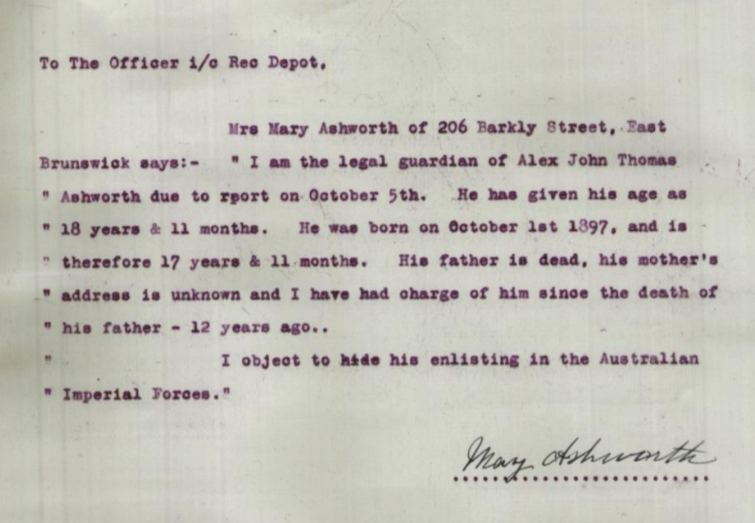 To The Officer i/c Rec Depot,
Mrs Mary Ashworth of 206 Barkly Street, East
Brunswick says:- " I am the legal guardian of Alex John Thomas
" Ashworth due to rport on October 5th. He has given his age as
" 18 years & 11 months. He was born on October 1st 1897, and is
" therefore 17 years & 11 months. His father is dead, his mother's
" address is unknown and I have had charge of him since the death of
" his father - 12 years ago..
" I object to hide his enlisting in the Australian
" Imperial Forces."
Mary Ashworth